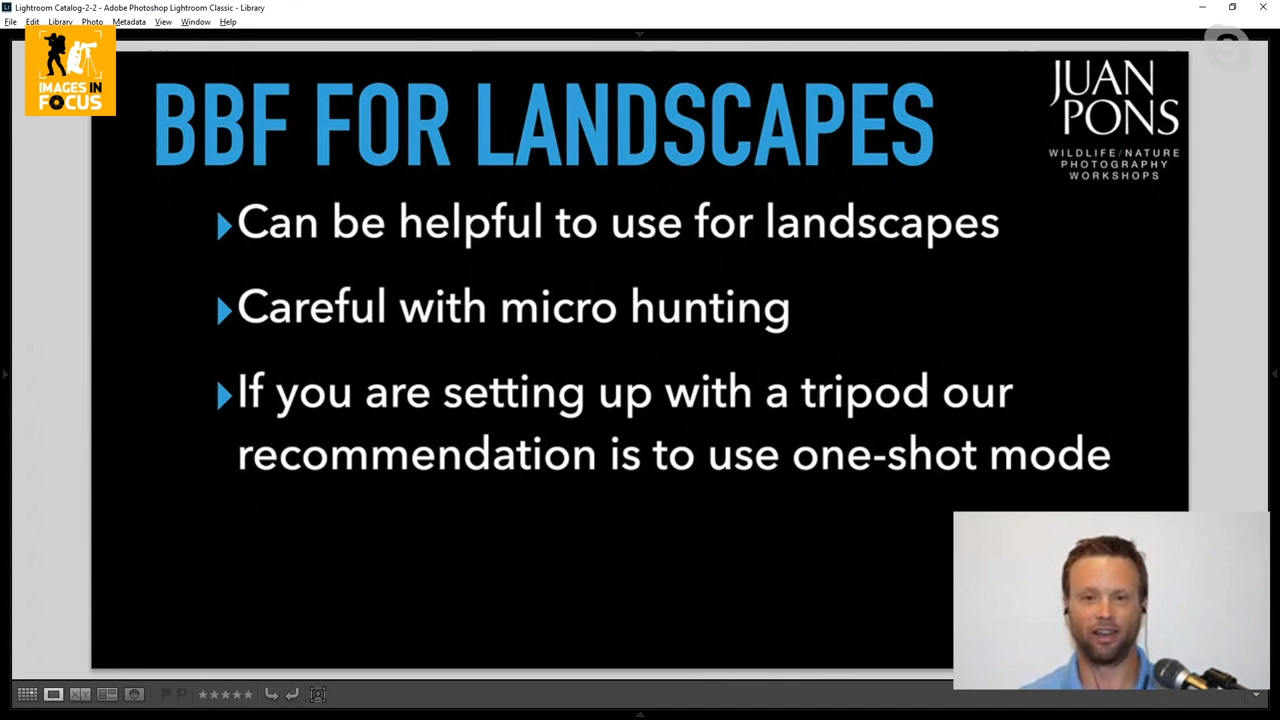 Lr Lightroom Catalog-2-2 - Adobe Photoshop Lightroom Classic - Library
File Edit Library Photo Metadata View Window Help
IMAGES IN
FOCUS
BBF FOR LANDSCAPES
JUAN
PONS
WILDLIFE/NATURE
PHOTOGRAPHY
WORKSHOPS
Can be helpful to use for landscapes
Careful with micro hunting
If you are setting up with a tripod our
recommendation is to use one-shot mode
XY